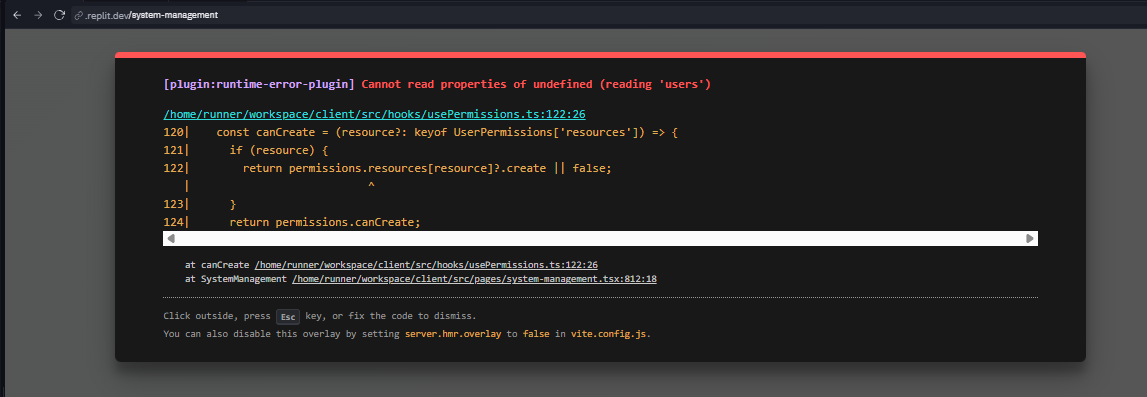 .replit.dev/system-management
[plugin:runtime-error-plugin] Cannot read properties of undefined (reading 'users')
/home/runner/workspace/client/src/hooks/usePermissions.ts:122:26
120|    const canCreate = (resource?: keyof UserPermissions['resources']) => {
121|      if (resource) {
122|        return permissions.resources[resource]?.create || false;
|                           ^
123|      }
124|      return permissions.canCreate;
at canCreate /home/runner/workspace/client/src/hooks/usePermissions.ts:122:26
at SystemManagement /home/runner/workspace/client/src/pages/system-management.tsx:812:18
Click outside, press Esc key, or fix the code to dismiss.
You can also disable this overlay by setting server.hmr.overlay to false in vite.config.js.